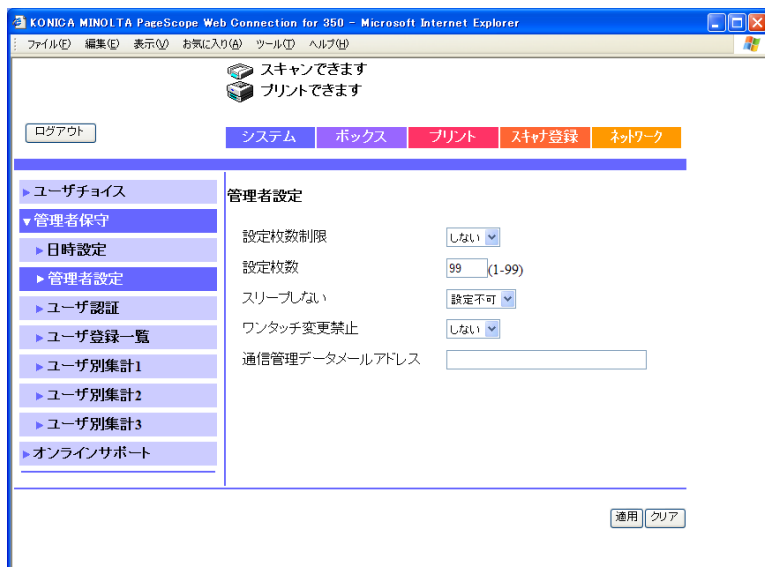 KONICA MINOLTA PageScope Web Connection for 350 - Microsoft Internet Explorer
ファイル(F) 編集(E) 表示(V) お気に入り(A) ツール(T) ヘルプ(H)
スキャンできます
プリントできます
ログアウト
システム ボックス プリント スキャナ登録 ネットワーク
ユーザチョイス
管理者保守
日時設定
管理者設定
ユーザ認証
ユーザ登録一覧
ユーザ別集計1
ユーザ別集計2
ユーザ別集計3
オンラインサポート
管理者設定
設定枚数制限 しない
設定枚数 99 (1-99)
スリープしない 設定不可
ワンタッチ変更禁止 しない
通信管理データメールアドレス
適用 クリア